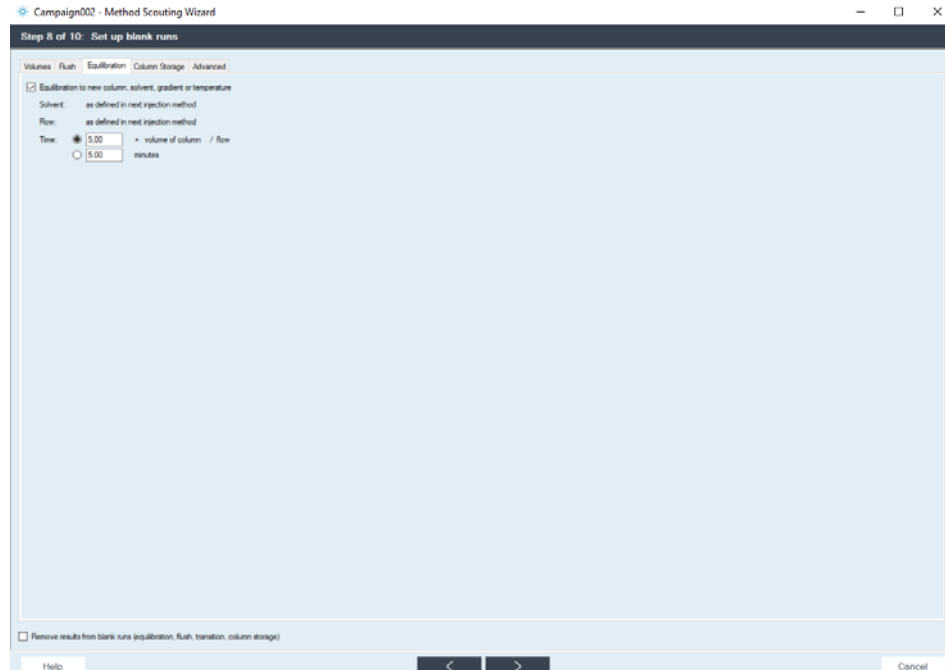 Campaign002 - Method Scouting Wizard
Step 8 of 10: Set up blank runs
Volumes Flush Equilibration Column Storage Advanced
Equilibration to new column, solvent, gradient or temperature
Solvent: as defined in next injection method
Flow: as defined in next injection method
Time: 5.00 × volume of column / flow
5.00 minutes
Remove results from blank runs (equilibration, flush, transition, column storage)
Help < > Cancel